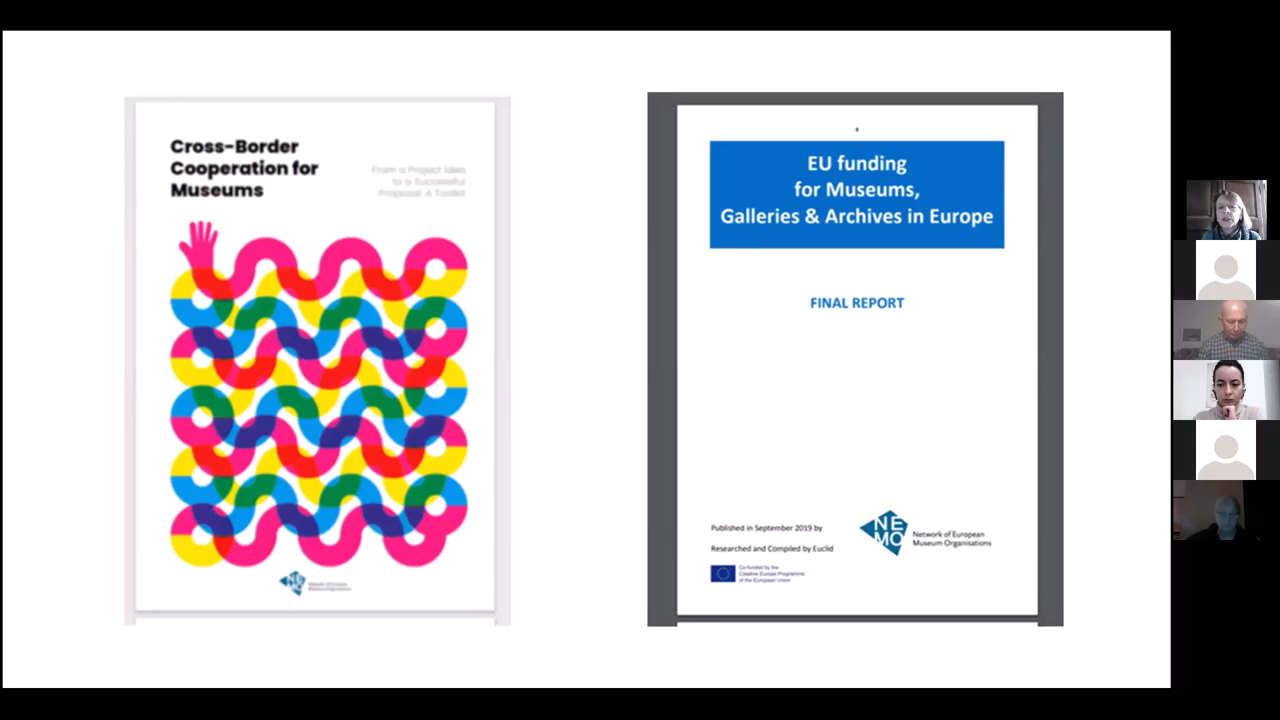 Cross-Border
Cooperation for
Museums
From a Project Idea
to a Successful
Proposal: A Toolkit
EU funding
for Museums,
Galleries & Archives in Europe
FINAL REPORT
Published in September 2019 by
Researched and Compiled by Euclid
NE
MO
Network of European
Museum Organisations
Co-funded by the
Creative Europe Programme
of the European Union